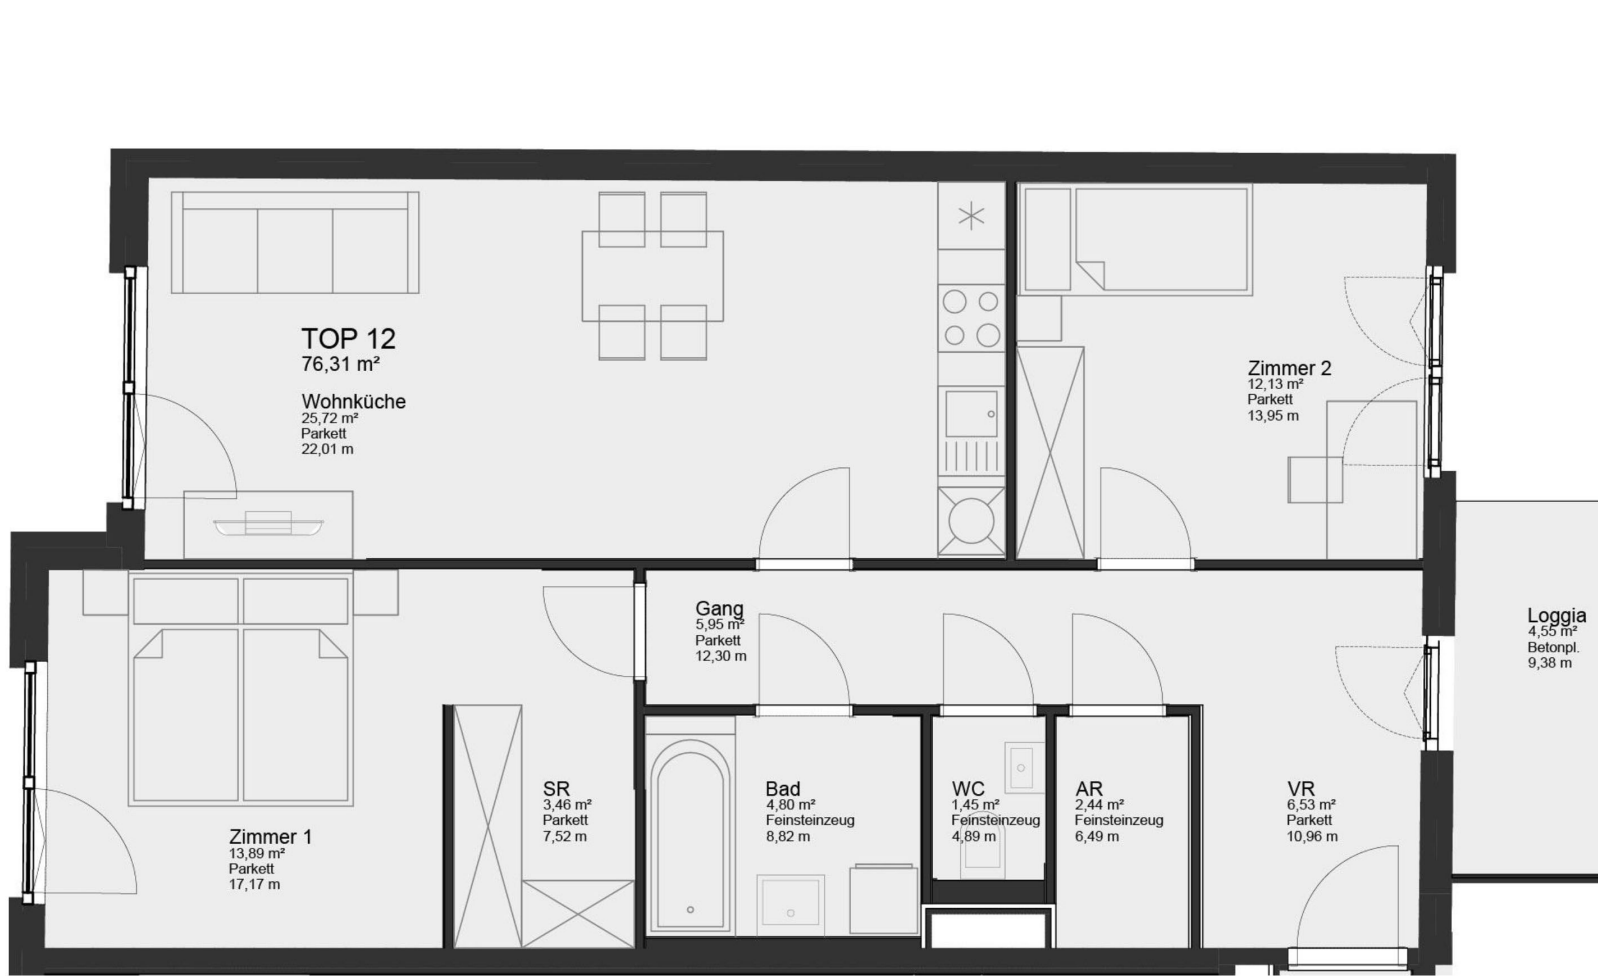 TOP 12
76,31 m²
Wohnküche
25,72 m²
Parkett
22,01 m
Zimmer 2
12,13 m²
Parkett
13,95 m
Gang
5,95 m²
Parkett
12,30 m
Loggia
4,55 m²
Betonpl.
9,38 m
Zimmer 1
13,89 m²
Parkett
17,17 m
SR
3,46 m²
Parkett
7,52 m
Bad
4,80 m²
Feinsteinzeug
8,82 m
WC
1,45 m²
Feinsteinzeug
4,89 m
AR
2,44 m²
Feinsteinzeug
6,49 m
VR
6,53 m²
Parkett
10,96 m